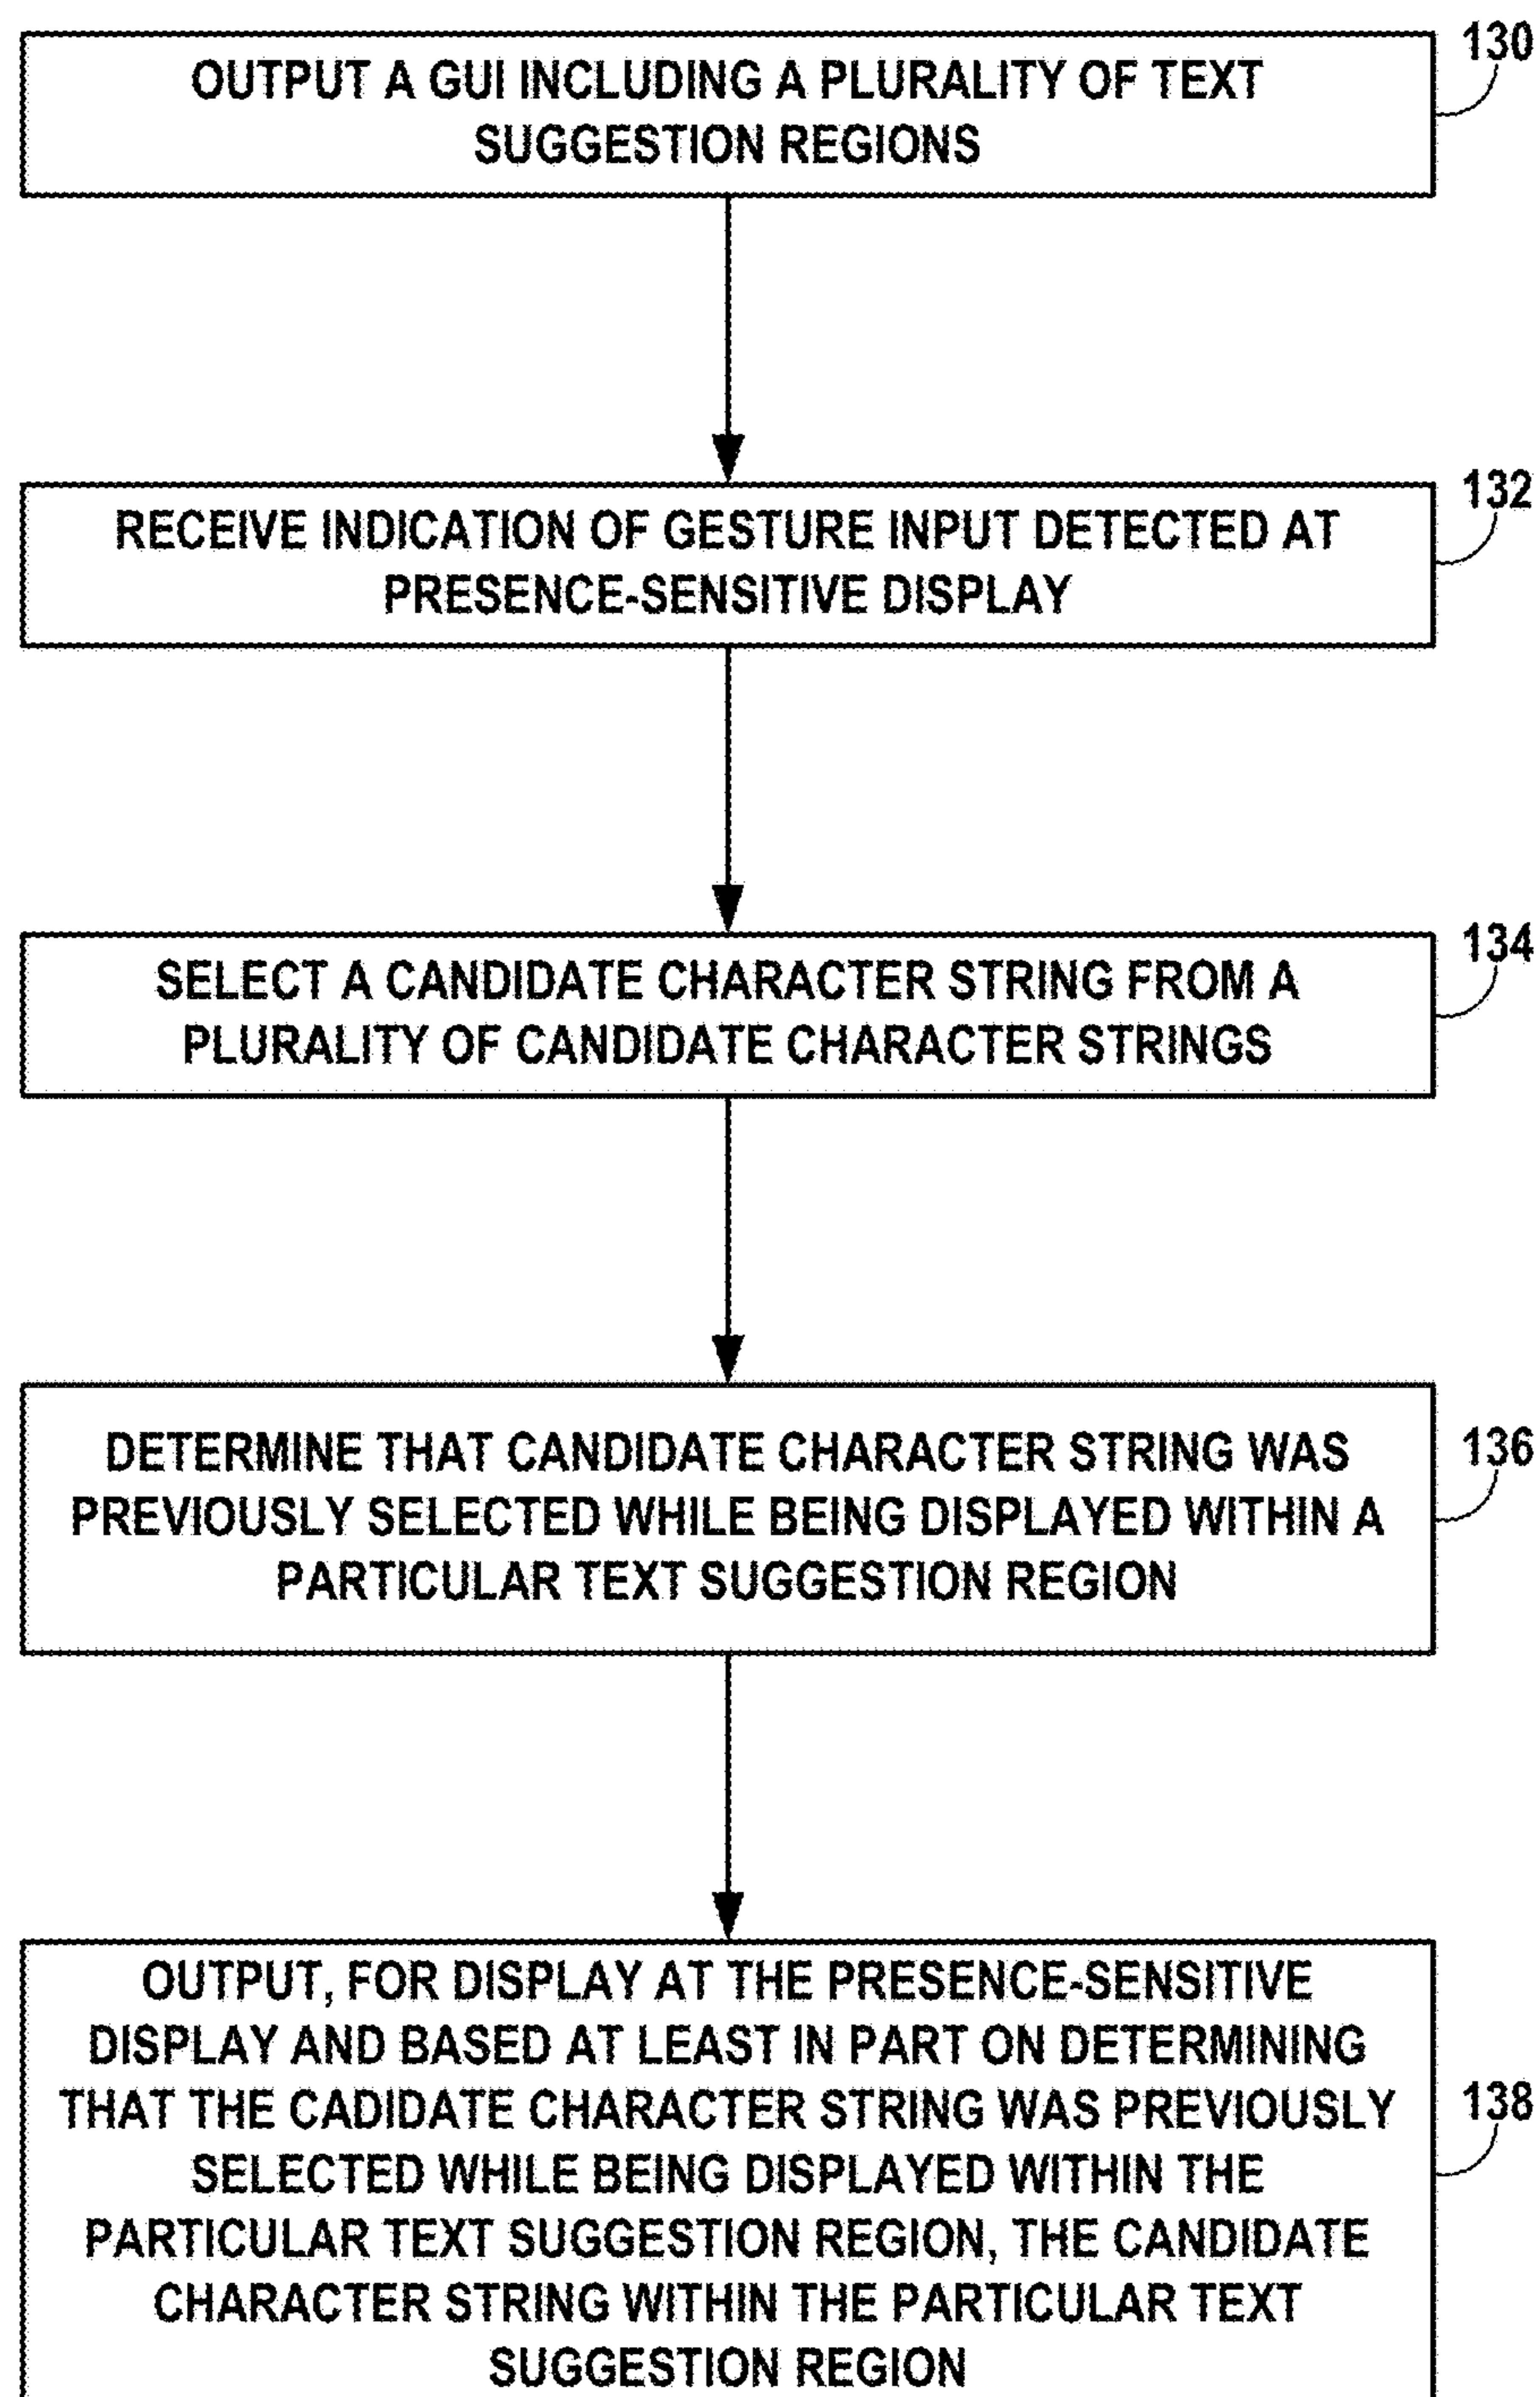 130
OUTPUT A GUI INCLUDING A PLURALITY OF TEXT
SUGGESTION REGIONS
132
RECEIVE INDICATION OF GESTURE INPUT DETECTED AT
PRESENCE-SENSITIVE DISPLAY
134
SELECT A CANDIDATE CHARACTER STRING FROM A
PLURALITY OF CANDIDATE CHARACTER STRINGS
136
DETERMINE THAT CANDIDATE CHARACTER STRING WAS
PREVIOUSLY SELECTED WHILE BEING DISPLAYED WITHIN A
PARTICULAR TEXT SUGGESTION REGION
138
OUTPUT, FOR DISPLAY AT THE PRESENCE-SENSITIVE
DISPLAY AND BASED AT LEAST IN PART ON DETERMINING
THAT THE CADIDATE CHARACTER STRING WAS PREVIOUSLY
SELECTED WHILE BEING DISPLAYED WITHIN THE
PARTICULAR TEXT SUGGESTION REGION, THE CANDIDATE
CHARACTER STRING WITHIN THE PARTICULAR TEXT
SUGGESTION REGION